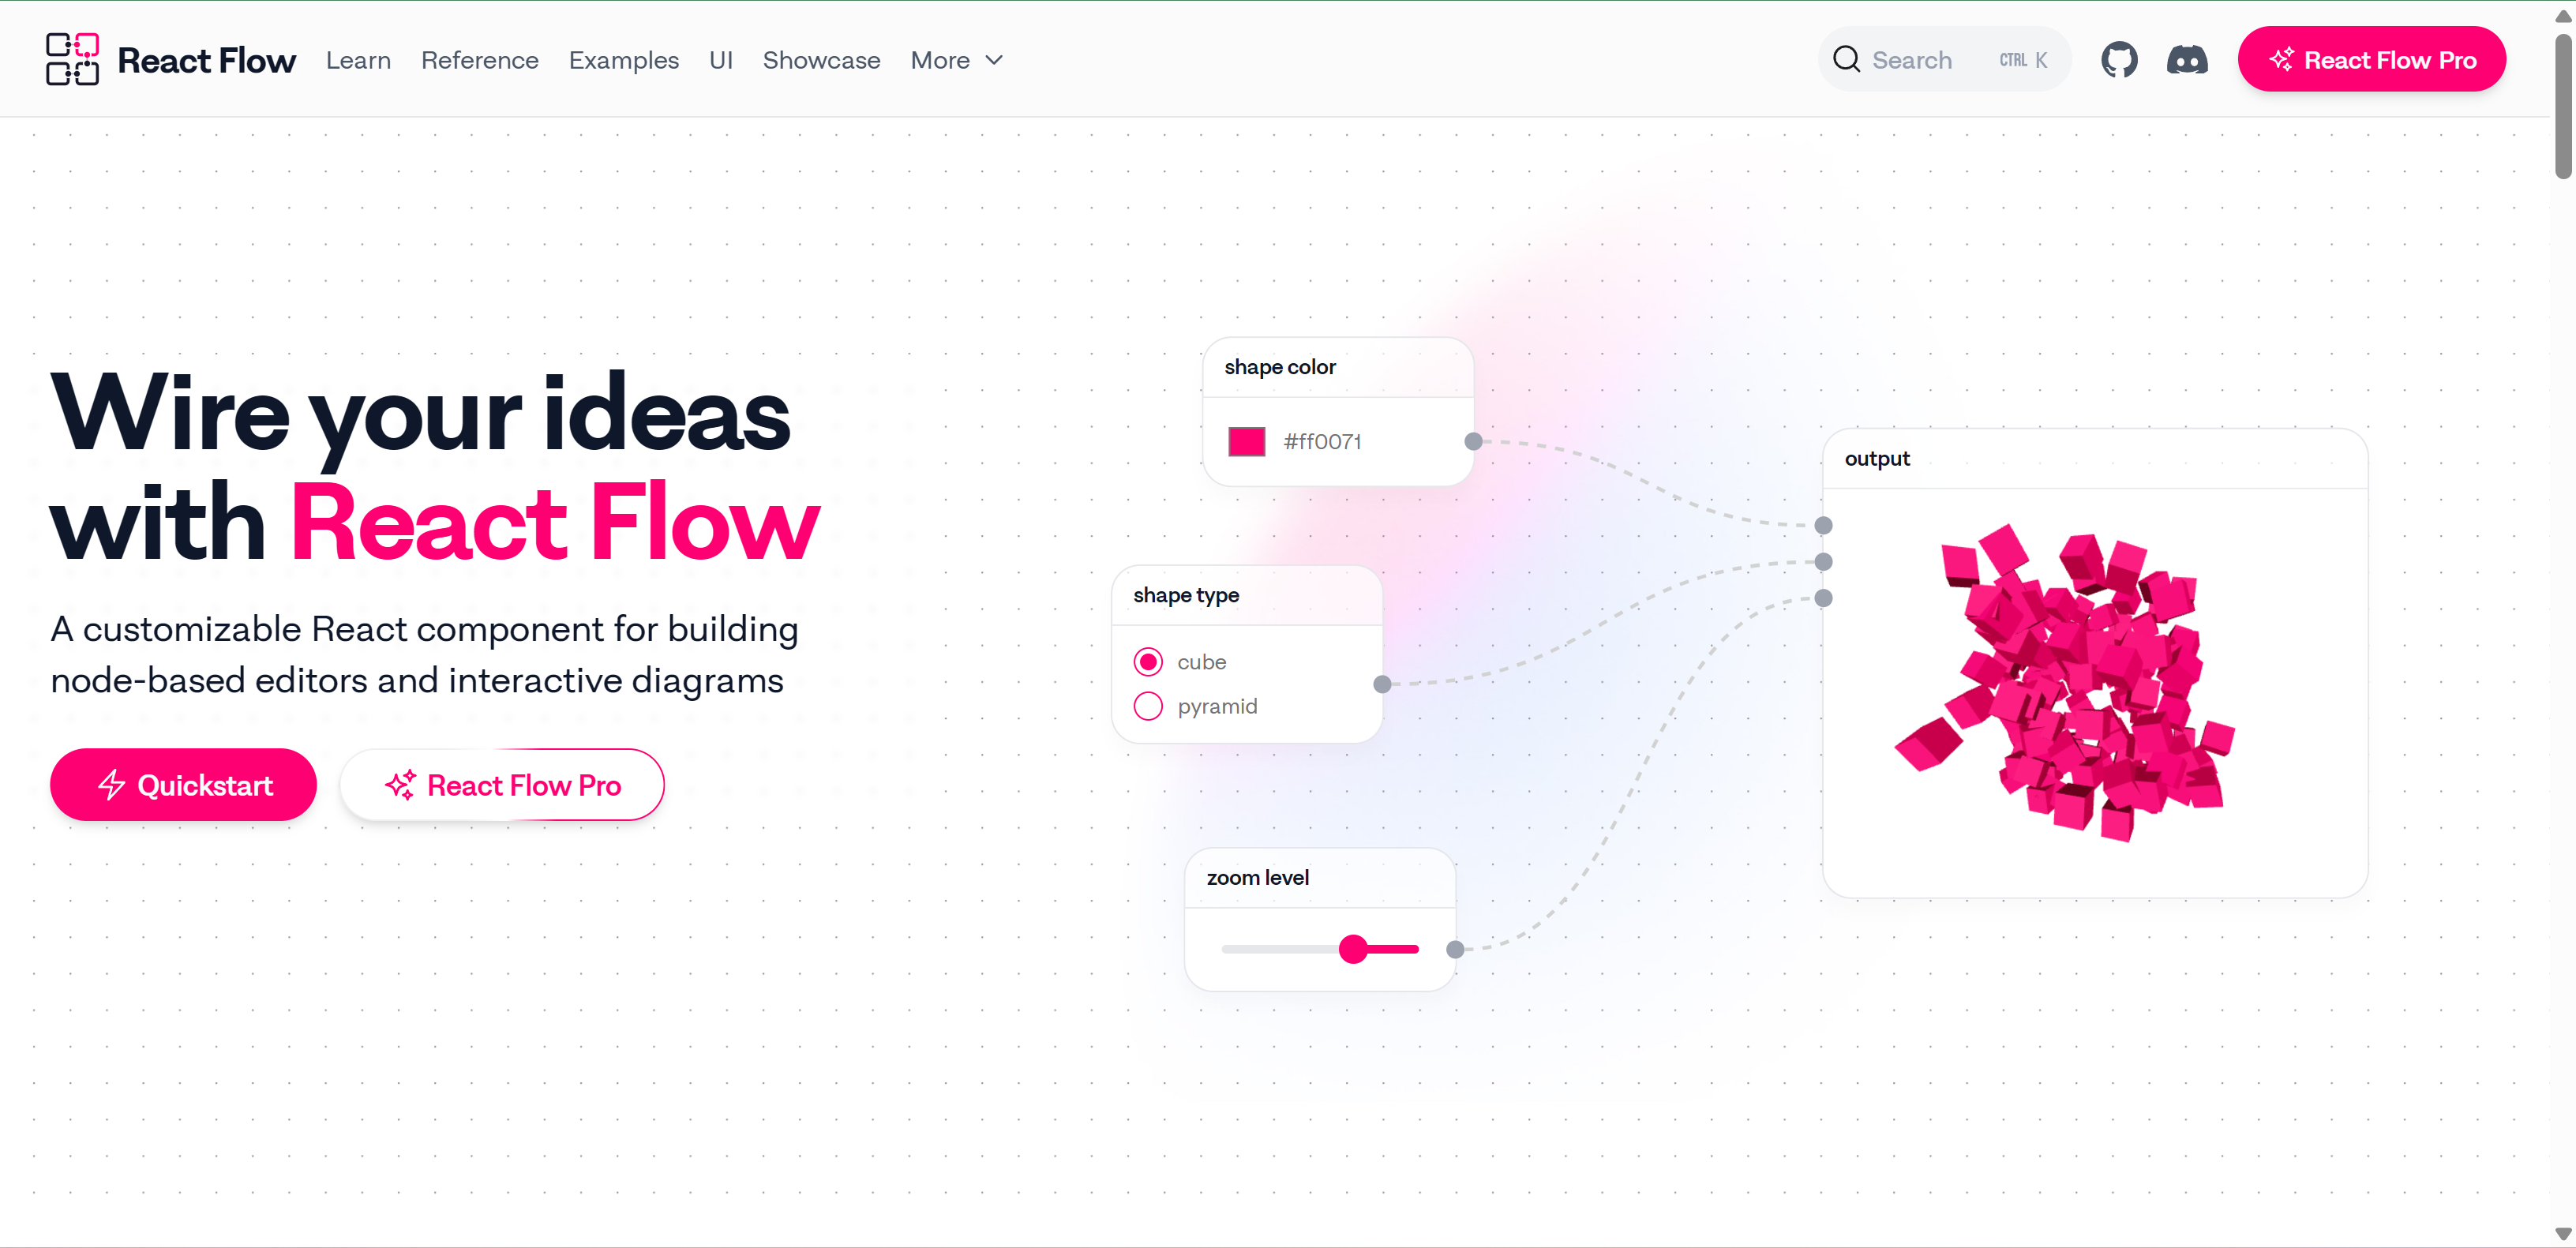 React Flow Learn Reference Examples UI Showcase More Search CTRL K React Flow Pro
Wire your ideas
with React Flow
A customizable React component for building
node-based editors and interactive diagrams
Quickstart React Flow Pro
shape color
#ff0071
shape type
cube
pyramid
zoom level
output